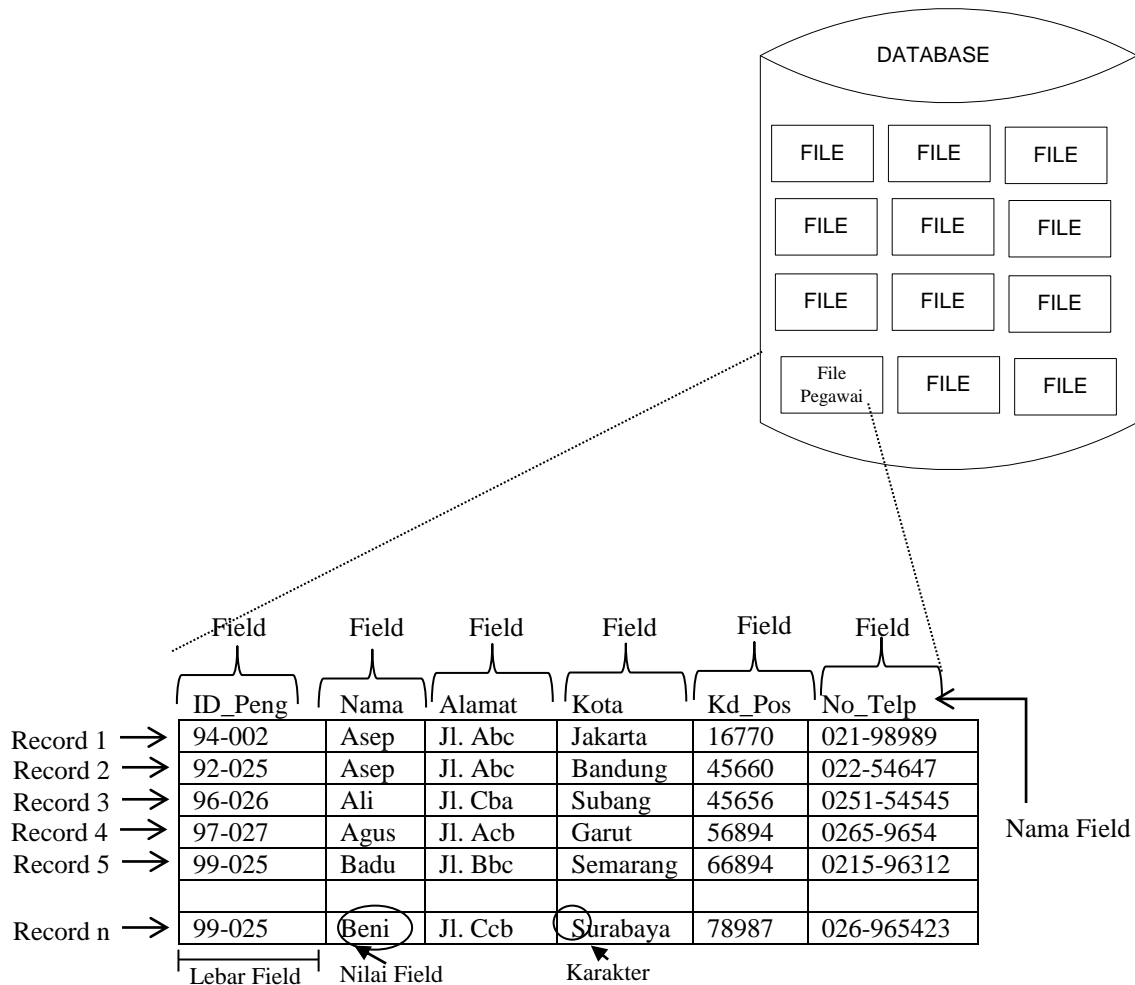 DATABASE
FILE FILE FILE
FILE FILE FILE
FILE FILE FILE
File
Pegawai FILE FILE
Field Field Field Field Field Field
ID_Peng Nama Alamat Kota Kd_Pos No_Telp
Record 1 94-002 Asep Jl. Abc Jakarta 16770 021-98989
Record 2 92-025 Asep Jl. Abc Bandung 45660 022-54647
Record 3 96-026 Ali Jl. Cba Subang 45656 0251-54545
Record 4 97-027 Agus Jl. Acb Garut 56894 0265-9654
Nama Field
Record 5 99-025 Badu Jl. Bbc Semarang 66894 0215-96312
Record n 99-025 Beni Jl. Ccb Surabaya 78987 026-965423
Lebar Field Nilai Field Karakter